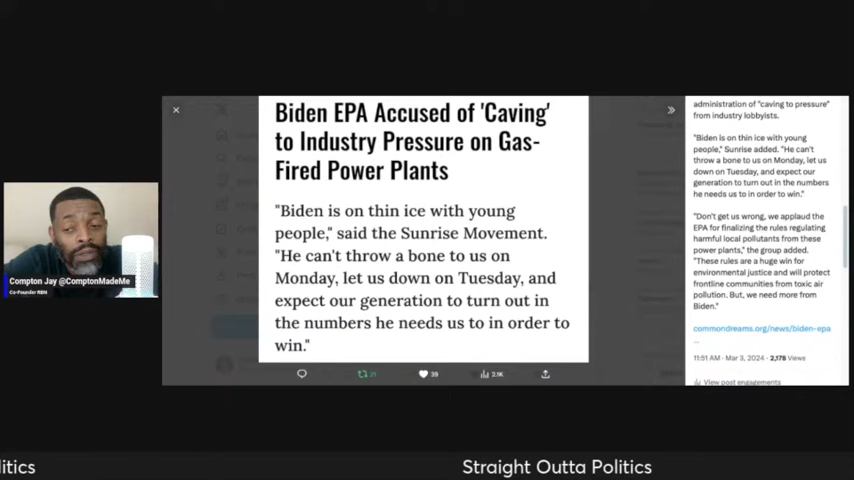 Biden EPA Accused of 'Caving'
to Industry Pressure on Gas-
Fired Power Plants
"Biden is on thin ice with young
people," said the Sunrise Movement.
"He can't throw a bone to us on
Monday, let us down on Tuesday, and
expect our generation to turn out in
the numbers he needs us to in order to
win."
21
39
2.1K
administration of "caving to pressure"
from industry lobbyists.
"Biden is on thin ice with young
people," Sunrise added. "He can't
throw a bone to us on Monday, let us
down on Tuesday, and expect our
generation to turn out in the numbers
he needs us to in order to win."
"Don't get us wrong, we applaud the
EPA for finalizing the rules regulating
harmful local pollutants from these
power plants," the group added.
"These rules are a huge win for
environmental justice and will protect
frontline communities from toxic air
pollution. But, we need more from
Biden."
commondreams.org/news/biden-epa
...
11:51 AM · Mar 3, 2024 · 2,178 Views
View post engagements
Compton Jay @ComptonMadeMe
Co-Founder RBN
litics
Straight Outta Politics